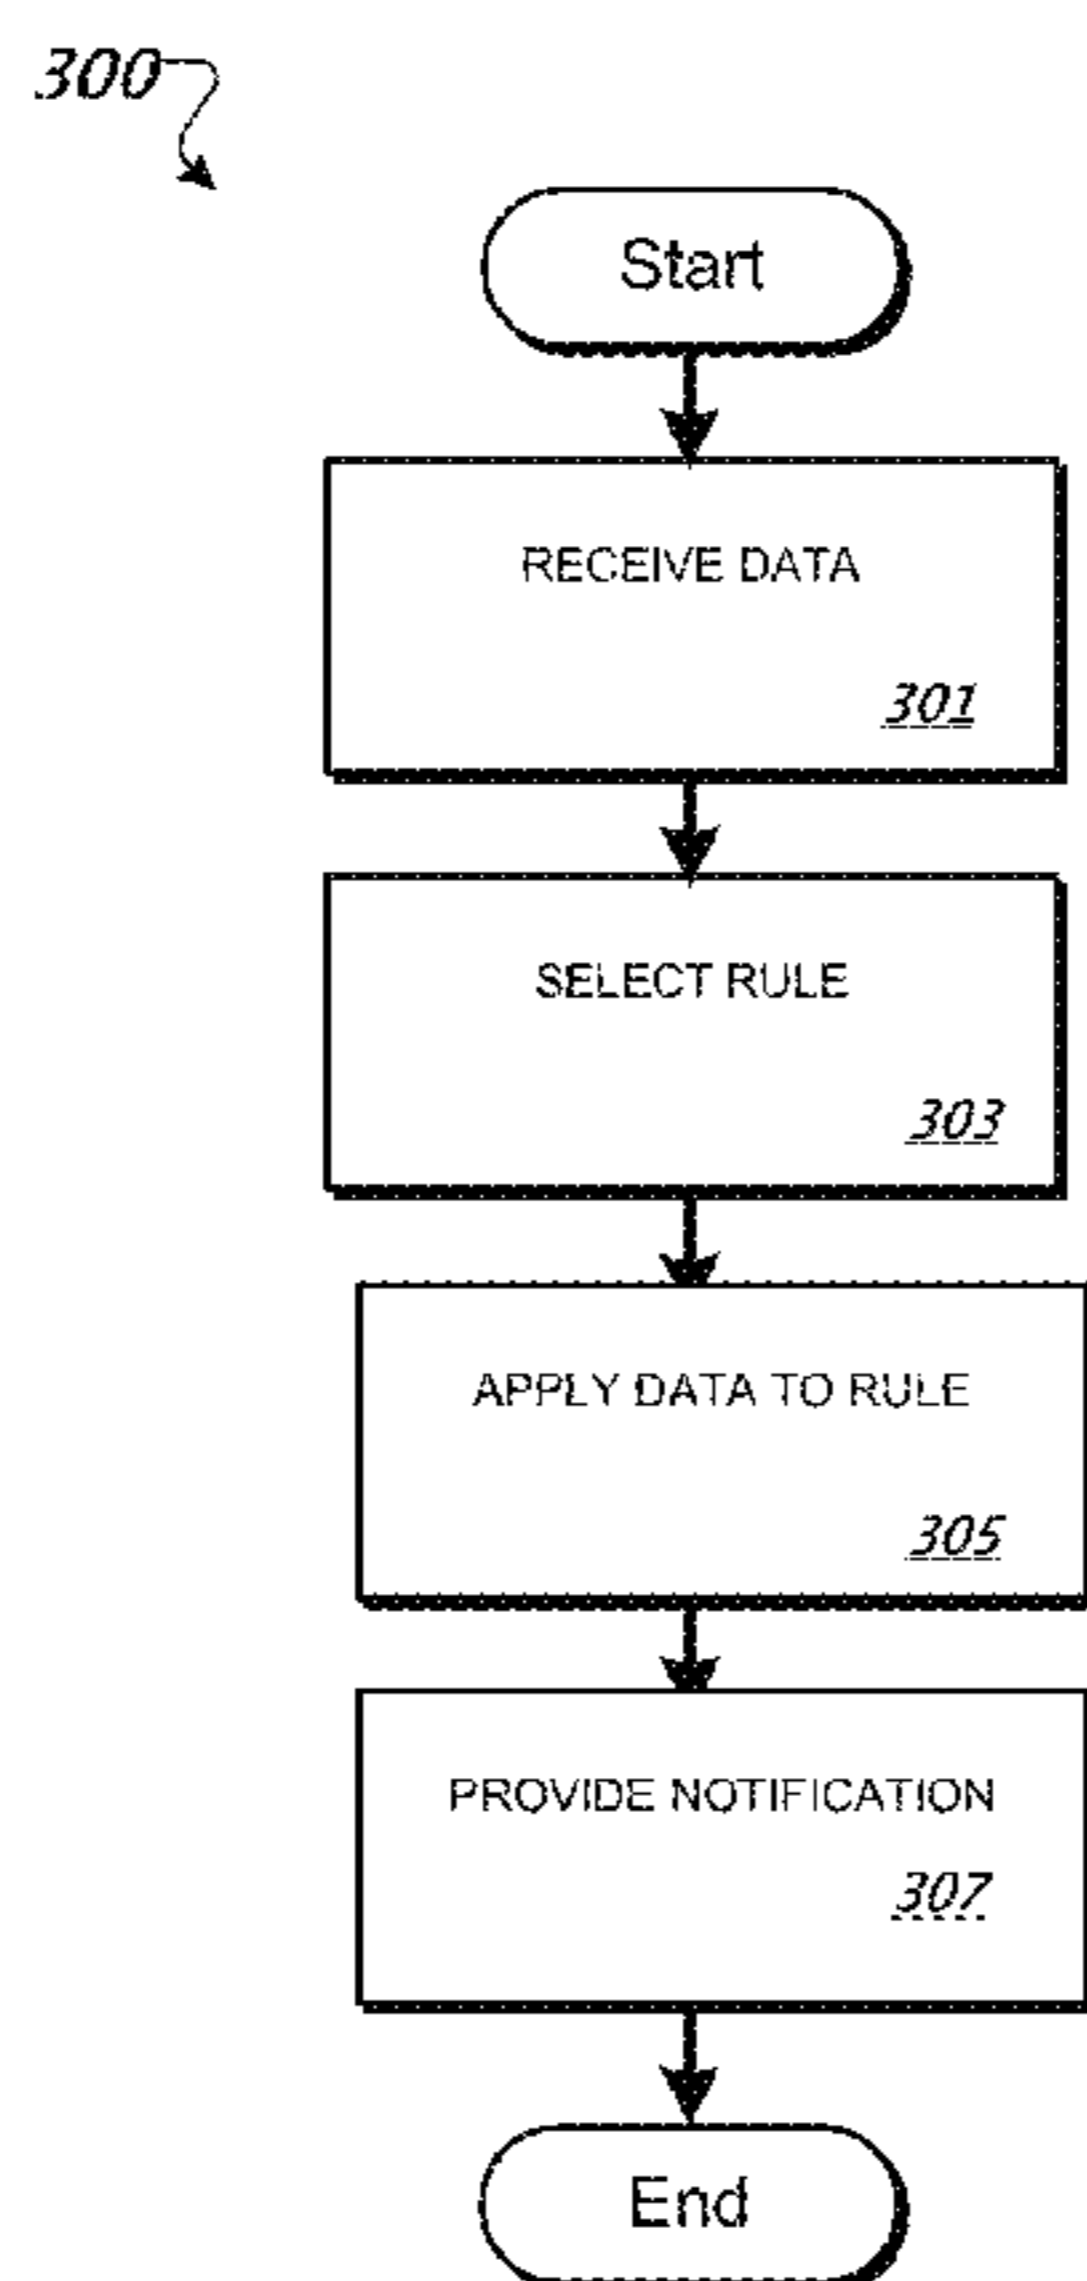 300
Start
RECEIVE DATA
301
SELECT RULE
303
APPLY DATA TO RULE
305
PROVIDE NOTIFICATION
307
End